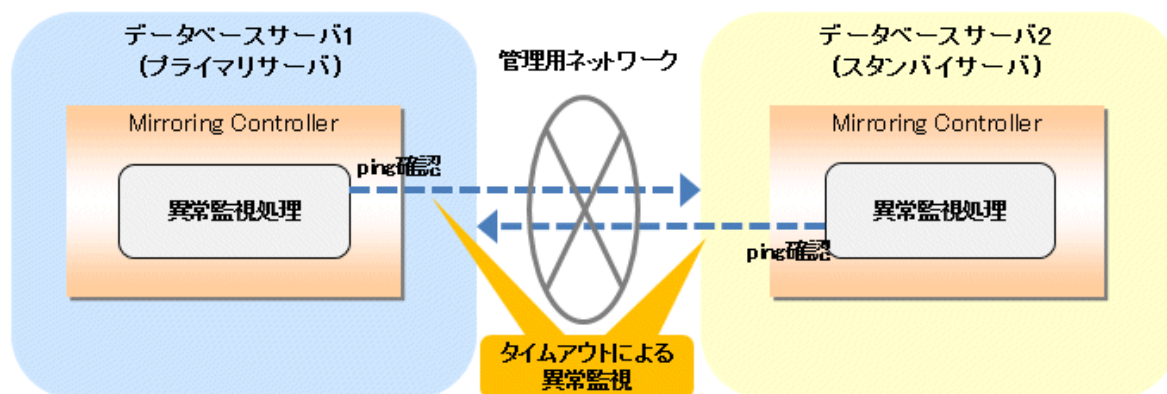 データベースサーバ1
(プライマリサーバ)
管理用ネットワーク
データベースサーバ2
(スタンバイサーバ)
Mirroring Controller
ping確認
異常監視処理
Mirroring Controller
異常監視処理
ping確認
タイムアウトによる
異常監視